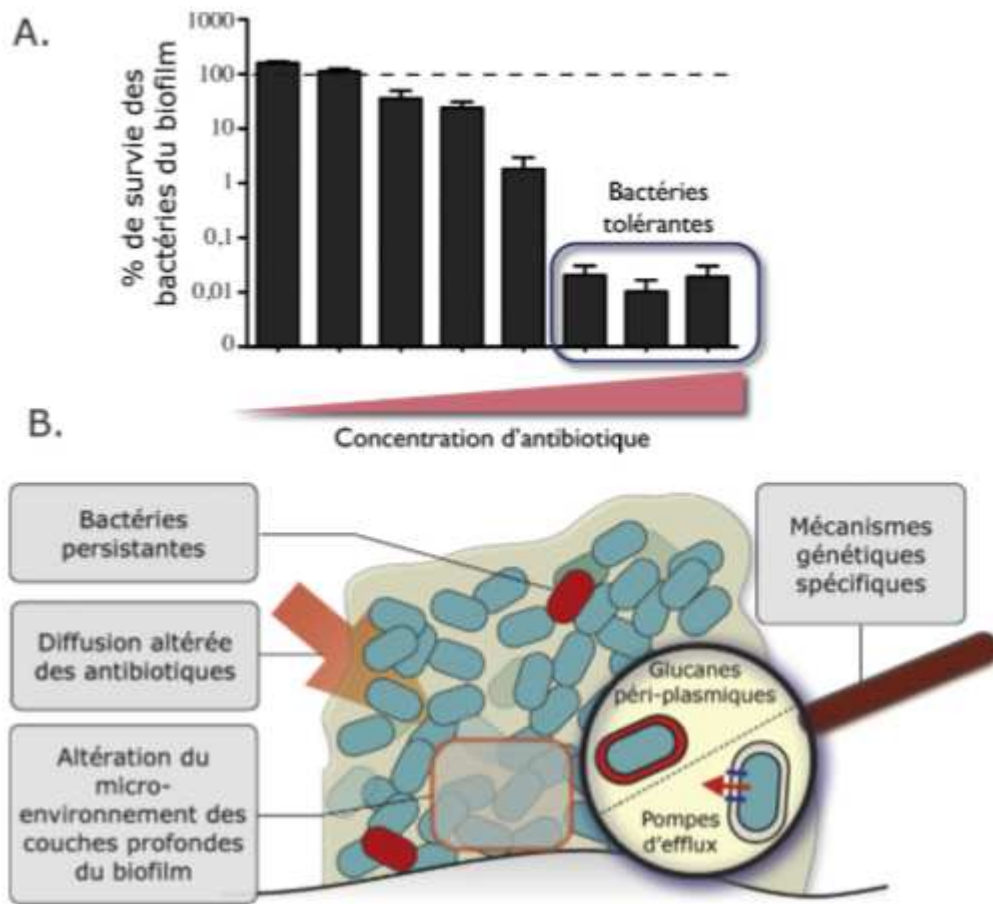 A.
% de survie des
bactéries du biofilm
1000
100
10
1
0.1
0,01
0
Bactéries
tolérantes
Concentration d'antibiotique
B.
Bactéries
persistantes
Diffusion altérée
des antibiotiques
Altération du
micro-
environnement des
couches profondes
du biofilm
Mécanismes
génétiques
spécifiques
Glucanes
péri-plasmiques
Pompes
d'efflux